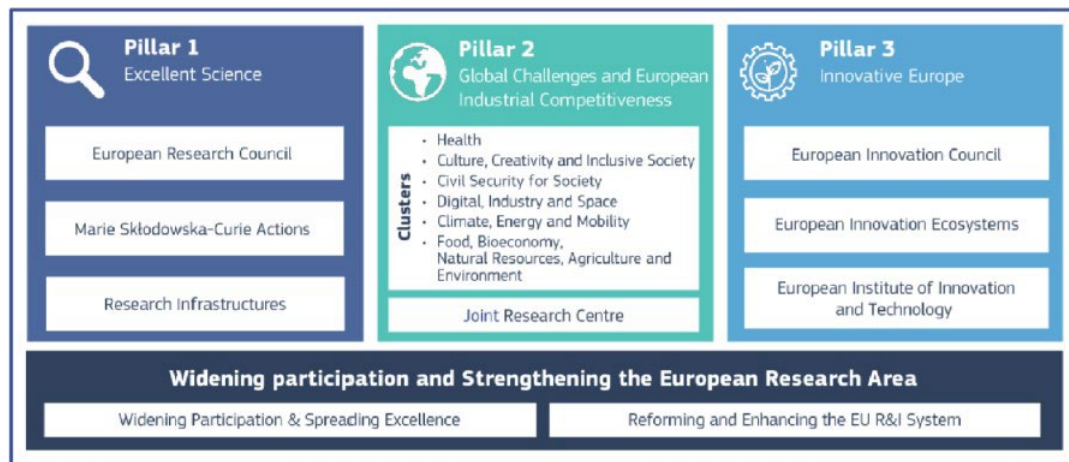 Pillar 1
Excellent Science
European Research Council
Marie Skłodowska-Curie Actions
Research Infrastructures
Pillar 2
Global Challenges and European
Industrial Competitiveness
Clusters
• Health
• Culture, Creativity and Inclusive Society
• Civil Security for Society
• Digital, Industry and Space
• Climate, Energy and Mobility
• Food, Bioeconomy,
Natural Resources, Agriculture and
Environment
Joint Research Centre
Pillar 3
Innovative Europe
European Innovation Council
European Innovation Ecosystems
European Institute of Innovation
and Technology
Widening participation and Strengthening the European Research Area
Widening Participation & Spreading Excellence
Reforming and Enhancing the EU R&I System